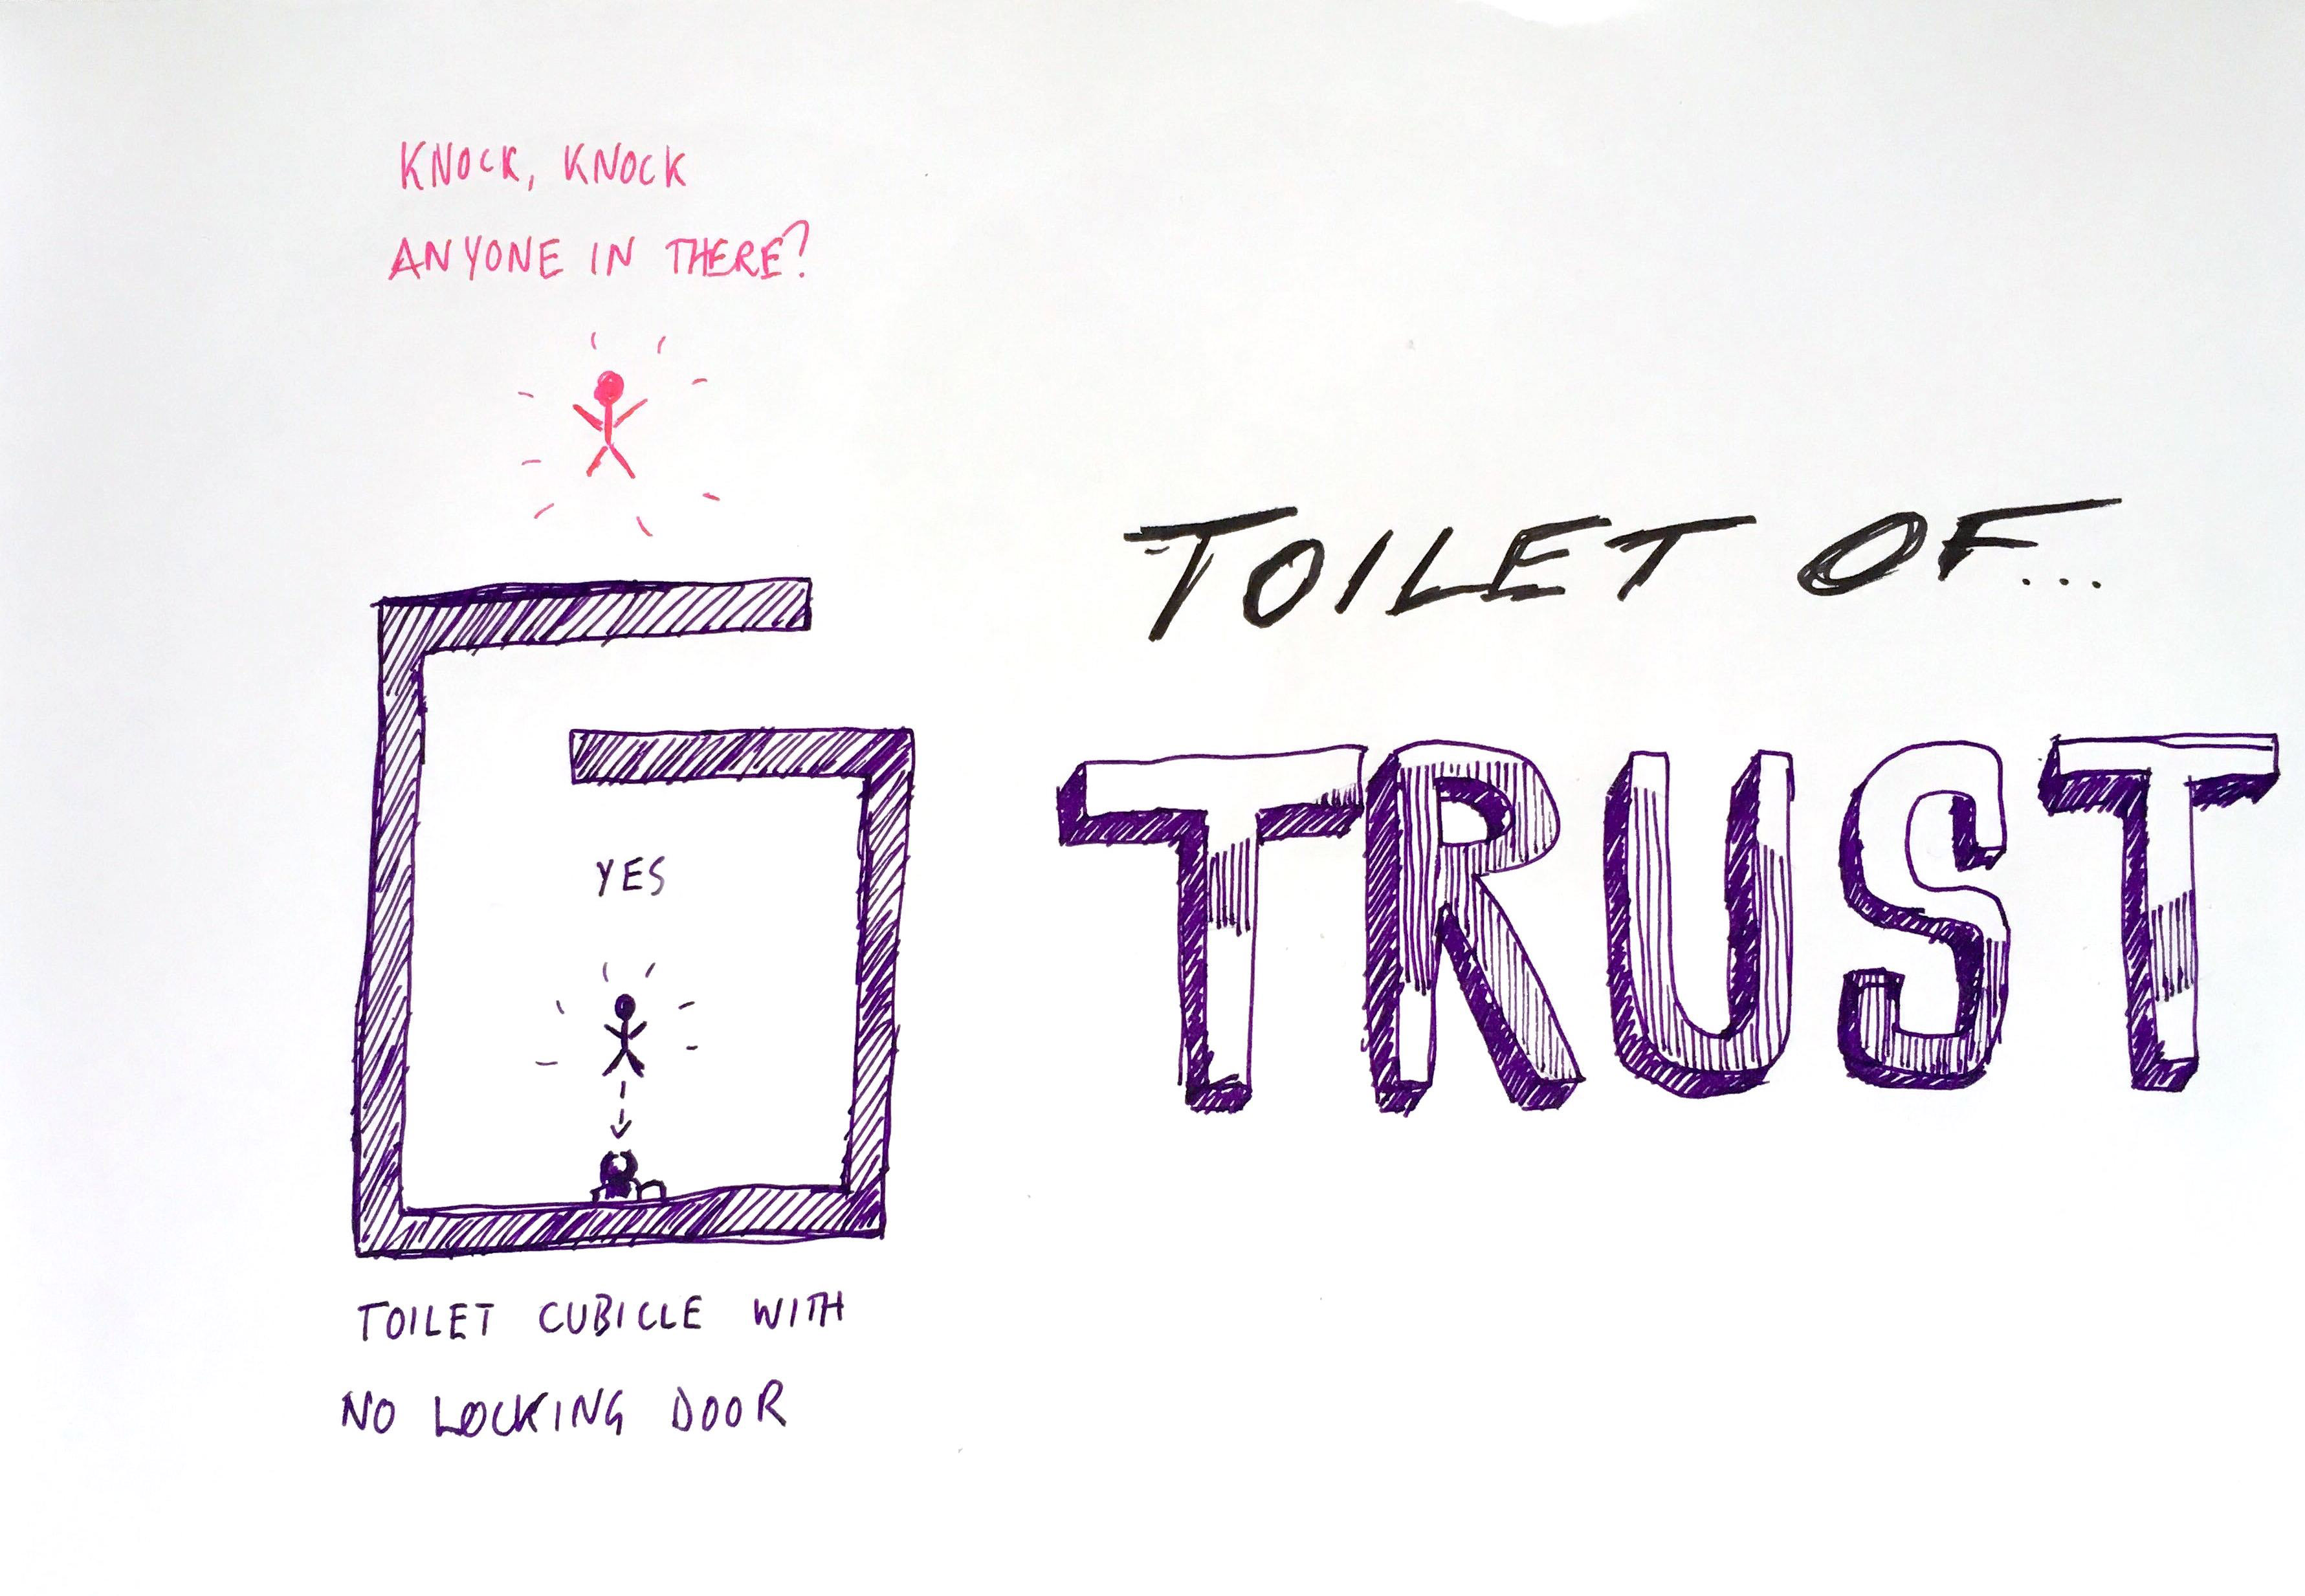 KNOCK, KNOCK
ANYONE IN THERE?
TOILET OF...
TRUST
YES
TOILET CUBICLE WITH
NO LOCKING DOOR